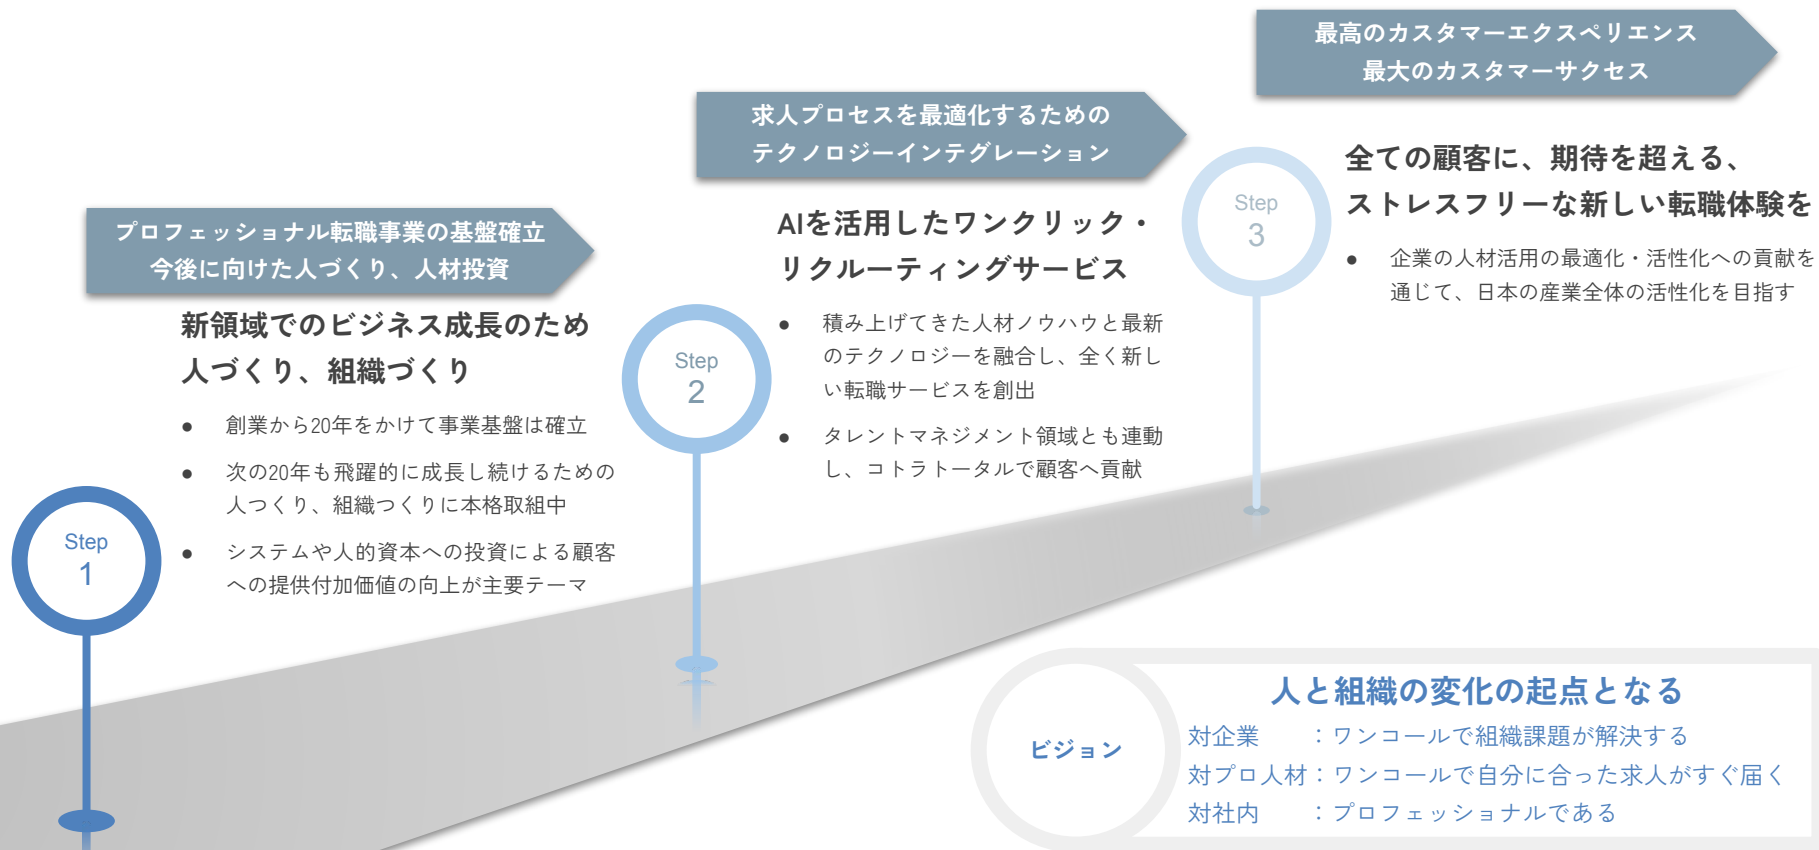 プロフェッショナル転職事業の基盤確立
今後に向けた人づくり、人材投資
新領域でのビジネス成長のため
人づくり、組織づくり
● 創業から20年をかけて事業基盤は確立
● 次の20年も飛躍的に成長し続けるための
人つくり、組織つくりに本格取組中
● システムや人的資本への投資による顧客
への提供付加価値の向上が主要テーマ
Step
1
求人プロセスを最適化するための
テクノロジーインテグレーション
AIを活用したワンクリック・
リクルーティングサービス
● 積み上げてきた人材ノウハウと最新
のテクノロジーを融合し、全く新し
い転職サービスを創出
● タレントマネジメント領域とも連動
し、コトラトータルで顧客へ貢献
Step
2
最高のカスタマーエクスペリエンス
最大のカスタマーサクセス
全ての顧客に、期待を超える、
ストレスフリーな新しい転職体験を
● 企業の人材活用の最適化・活性化への貢献を
通じて、日本の産業全体の活性化を目指す
Step
3
ビジョン
人と組織の変化の起点となる
対企業 ：ワンコールで組織課題が解決する
対プロ人材：ワンコールで自分に合った求人がすぐ届く
対社内 ：プロフェッショナルである